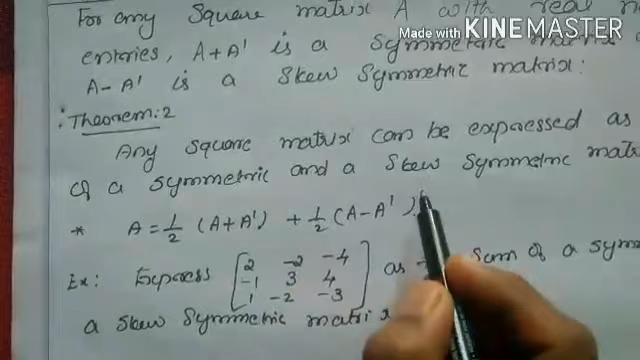 For any Square matrix A with real
Made with KINEMASTER
entries, A+A' is a Symmetric matrix
A-A' is a Skew Symmetric matrix:
: Theorem:2
Any square matrix can be expressed as
of a symmetric and a Skew Symmetric
* A = 1/2 (A+A') + 1/2 (A-A')
Ex: Express [2 -2 -4
-1 3 4
1 -2 -3] as sum of a
a Skew Symmetric matrix